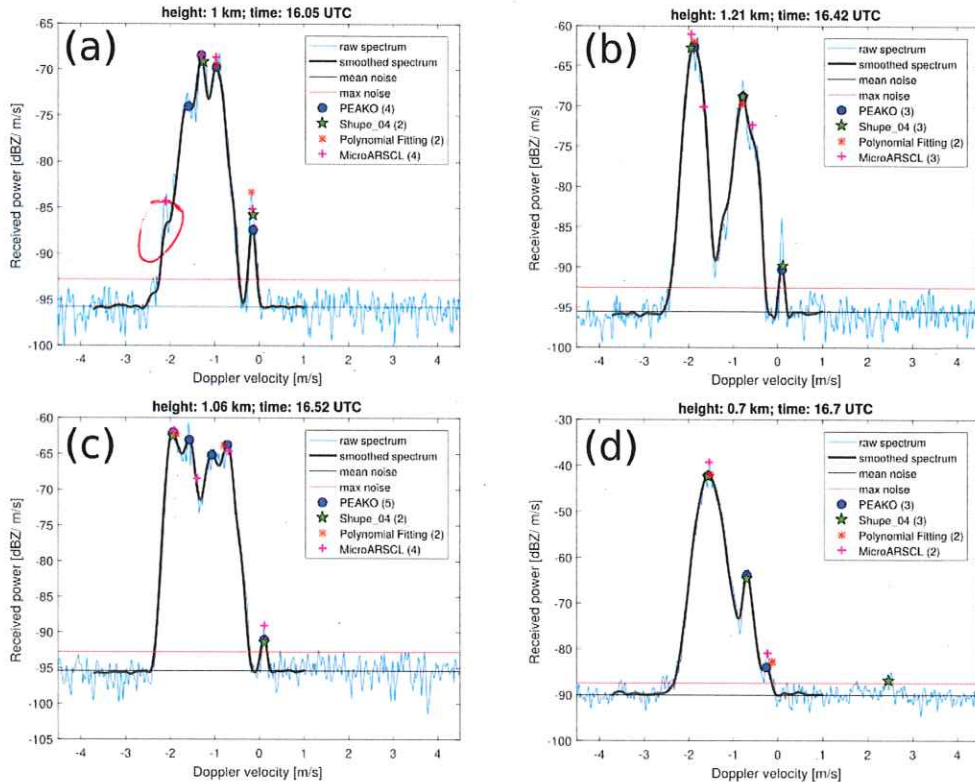 height: 1 km; time: 16.05 UTC
(a)
raw spectrum
smoothed spectrum
mean noise
max noise
PEAKO (4)
Shupe_04 (2)
Polynomial Fitting (2)
MicroARSCL (4)
Received power [dBZ/ m/s]
-65
-70
-75
-80
-85
-90
-95
-100
-4 -3 -2 -1 0 1 2 3 4
Doppler velocity [m/s]
height: 1.21 km; time: 16.42 UTC
(b)
raw spectrum
smoothed spectrum
mean noise
max noise
PEAKO (3)
Shupe_04 (3)
Polynomial Fitting (2)
MicroARSCL (3)
Received power [dBZ/ m/s]
-60
-65
-70
-75
-80
-85
-90
-95
-100
-4 -3 -2 -1 0 1 2 3 4
Doppler velocity [m/s]
height: 1.06 km; time: 16.52 UTC
(c)
raw spectrum
smoothed spectrum
mean noise
max noise
PEAKO (5)
Shupe_04 (2)
Polynomial Fitting (2)
MicroARSCL (4)
Received power [dBZ/ m/s]
-60
-65
-70
-75
-80
-85
-90
-95
-100
-105
-4 -3 -2 -1 0 1 2 3 4
Doppler velocity [m/s]
height: 0.7 km; time: 16.7 UTC
(d)
raw spectrum
smoothed spectrum
mean noise
max noise
PEAKO (3)
Shupe_04 (3)
Polynomial Fitting (2)
MicroARSCL (2)
Received power [dBZ/ m/s]
-30
-40
-50
-60
-70
-80
-90
-100
-4 -3 -2 -1 0 1 2 3 4
Doppler velocity [m/s]